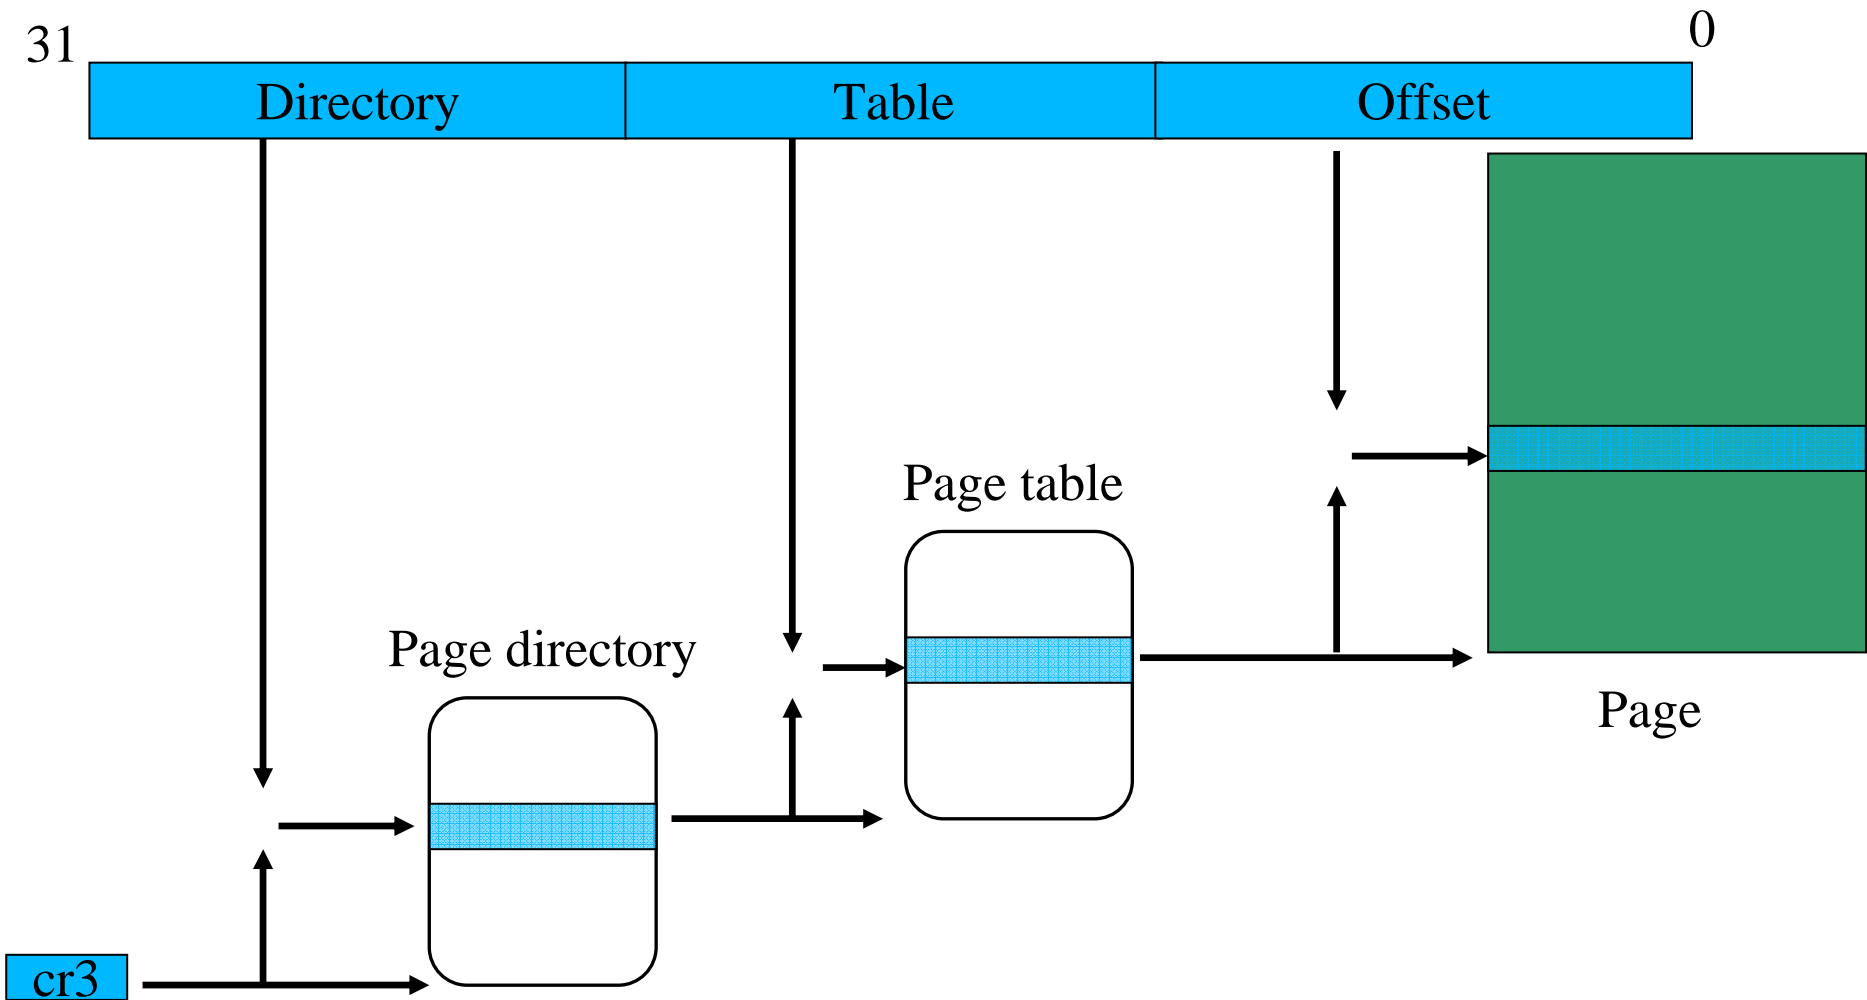 31
0
Directory
Table
Offset
Page table
Page directory
Page
cr3